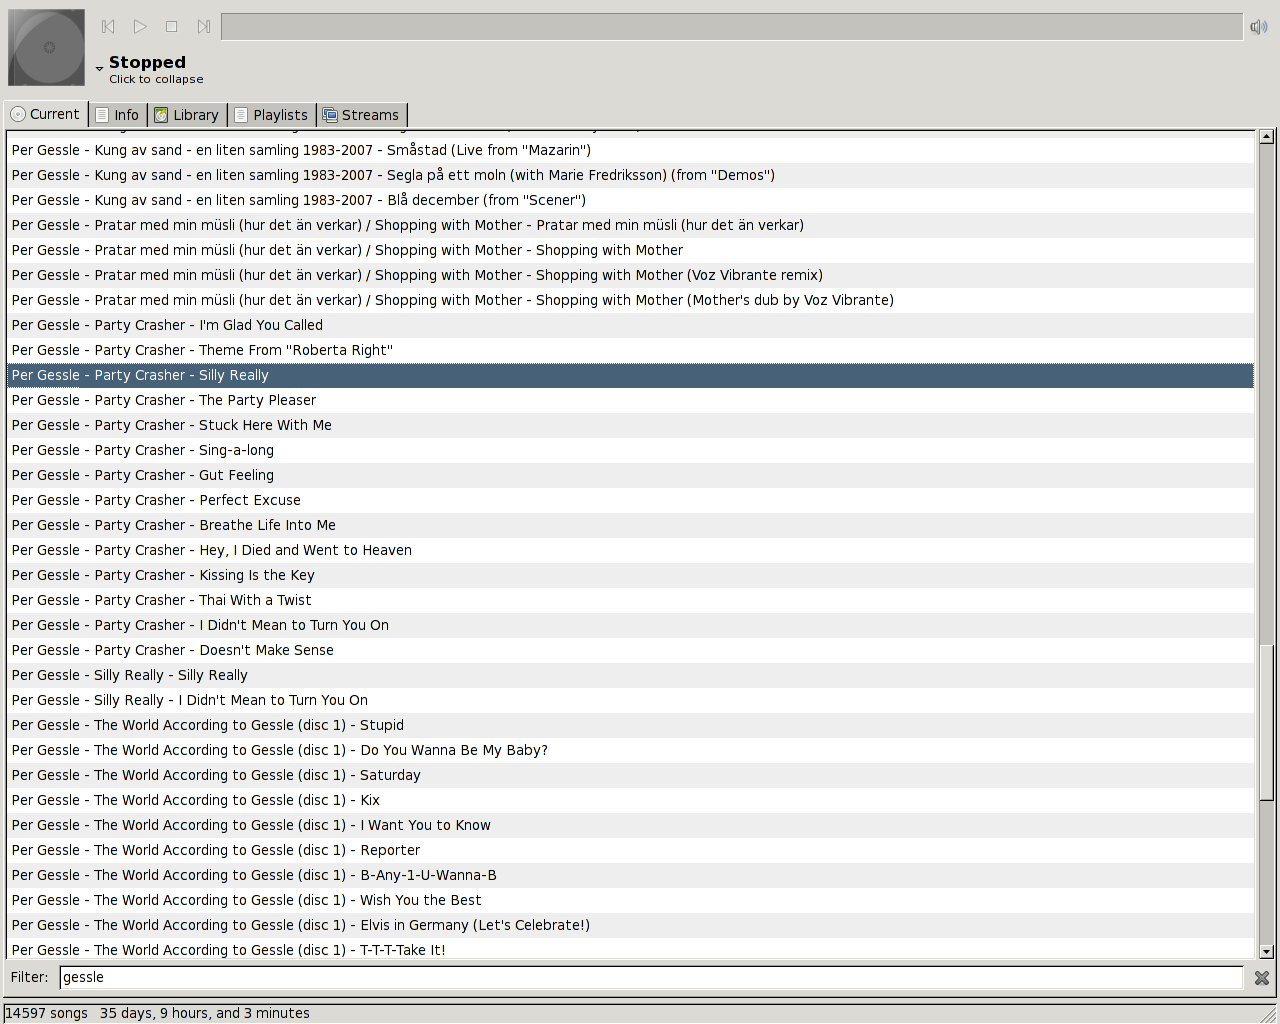 Stopped
Click to collapse
Current Info Library Playlists Streams
Per Gessle - Kung av sand - en liten samling 1983-2007 - Småstad (Live from "Mazarin")
Per Gessle - Kung av sand - en liten samling 1983-2007 - Segla på ett moln (with Marie Fredriksson) (from "Demos")
Per Gessle - Kung av sand - en liten samling 1983-2007 - Blå december (from "Scener")
Per Gessle - Pratar med min müsli (hur det än verkar) / Shopping with Mother - Pratar med min müsli (hur det än verkar)
Per Gessle - Pratar med min müsli (hur det än verkar) / Shopping with Mother - Shopping with Mother
Per Gessle - Pratar med min müsli (hur det än verkar) / Shopping with Mother - Shopping with Mother (Voz Vibrante remix)
Per Gessle - Pratar med min müsli (hur det än verkar) / Shopping with Mother - Shopping with Mother (Mother's dub by Voz Vibrante)
Per Gessle - Party Crasher - I'm Glad You Called
Per Gessle - Party Crasher - Theme From "Roberta Right"
Per Gessle - Party Crasher - Silly Really
Per Gessle - Party Crasher - The Party Pleaser
Per Gessle - Party Crasher - Stuck Here With Me
Per Gessle - Party Crasher - Sing-a-long
Per Gessle - Party Crasher - Gut Feeling
Per Gessle - Party Crasher - Perfect Excuse
Per Gessle - Party Crasher - Breathe Life Into Me
Per Gessle - Party Crasher - Hey, I Died and Went to Heaven
Per Gessle - Party Crasher - Kissing Is the Key
Per Gessle - Party Crasher - Thai With a Twist
Per Gessle - Party Crasher - I Didn't Mean to Turn You On
Per Gessle - Party Crasher - Doesn't Make Sense
Per Gessle - Silly Really - Silly Really
Per Gessle - Silly Really - I Didn't Mean to Turn You On
Per Gessle - The World According to Gessle (disc 1) - Stupid
Per Gessle - The World According to Gessle (disc 1) - Do You Wanna Be My Baby?
Per Gessle - The World According to Gessle (disc 1) - Saturday
Per Gessle - The World According to Gessle (disc 1) - Kix
Per Gessle - The World According to Gessle (disc 1) - I Want You to Know
Per Gessle - The World According to Gessle (disc 1) - Reporter
Per Gessle - The World According to Gessle (disc 1) - B-Any-1-U-Wanna-B
Per Gessle - The World According to Gessle (disc 1) - Wish You the Best
Per Gessle - The World According to Gessle (disc 1) - Elvis in Germany (Let's Celebrate!)
Per Gessle - The World According to Gessle (disc 1) - T-T-T-Take It!
Filter: gessle
14597 songs 35 days, 9 hours, and 3 minutes